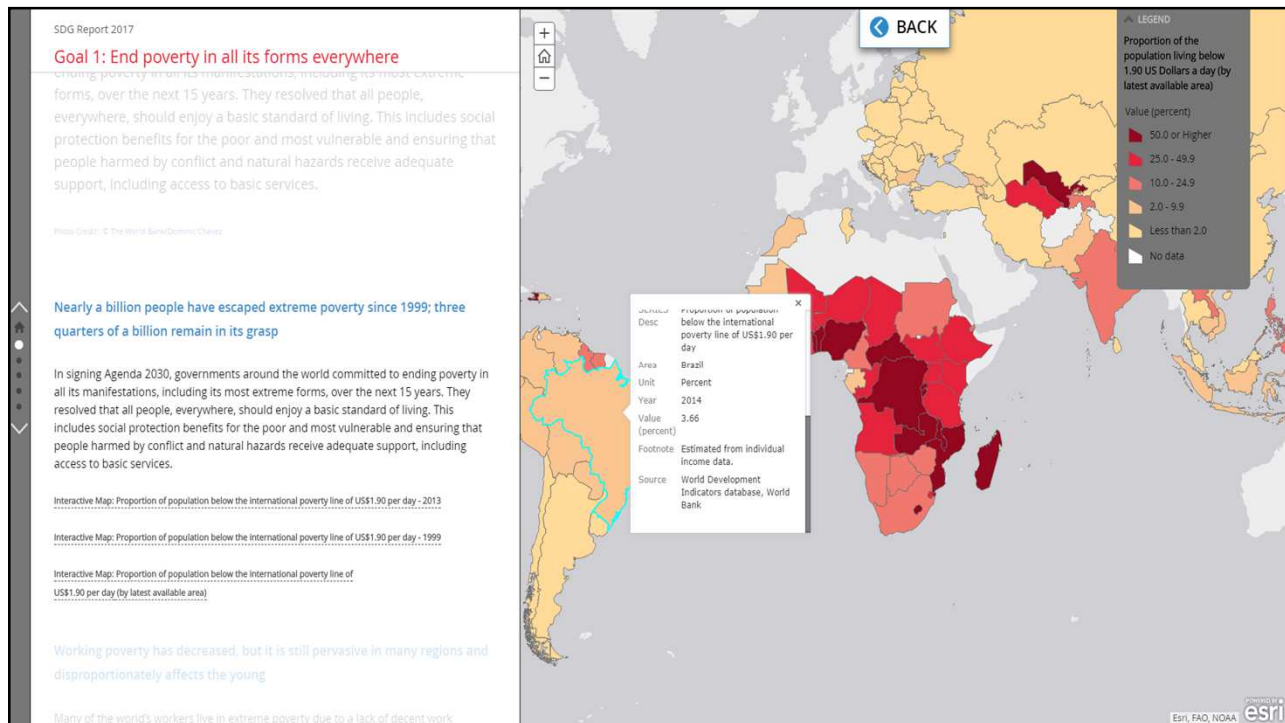 SDG Report 2017
Goal 1: End poverty in all its forms everywhere
ending poverty in all its manifestations, including its most extreme
forms, over the next 15 years. They resolved that all people,
everywhere, should enjoy a basic standard of living. This includes social
protection benefits for the poor and most vulnerable and ensuring that
people harmed by conflict and natural hazards receive adequate
support, including access to basic services.
Photo Credit: © The World Bank/Dominic Chavez
Nearly a billion people have escaped extreme poverty since 1999; three
quarters of a billion remain in its grasp
In signing Agenda 2030, governments around the world committed to ending poverty in
all its manifestations, including its most extreme forms, over the next 15 years. They
resolved that all people, everywhere, should enjoy a basic standard of living. This
includes social protection benefits for the poor and most vulnerable and ensuring that
people harmed by conflict and natural hazards receive adequate support, including
access to basic services.
Interactive Map: Proportion of population below the international poverty line of US$1.90 per day - 2013
Interactive Map: Proportion of population below the international poverty line of US$1.90 per day - 1999
Interactive Map: Proportion of population below the international poverty line of
US$1.90 per day (by latest available area)
Working poverty has decreased, but it is still pervasive in many regions and
disproportionately affects the young
Many of the world's workers live in extreme poverty due to a lack of decent work
+
−
BACK
SERIES Proportion of population
Desc below the international
poverty line of US$1.90 per
day
Area Brazil
Unit Percent
Year 2014
Value 3.66
(percent)
Footnote Estimated from individual
income data.
Source World Development
Indicators database, World
Bank
×
LEGEND
Proportion of the
population living below
1.90 US Dollars a day (by
latest available area)
Value (percent)
50.0 or Higher
25.0 - 49.9
10.0 - 24.9
2.0 - 9.9
Less than 2.0
No data
Esri, FAO, NOAA
POWERED BY
esri